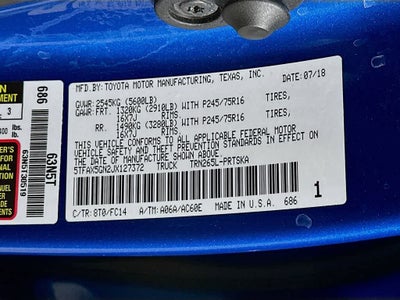 MFD.BY: TOYOTA MOTOR MANUFACTURING, TEXAS, INC. 07/18
GVWR: 2545KG (5600LB)
GAWR: FRT. 1320KG (2910LB) WITH P245/75R16 TIRES,
16X7J RIMS.
RR. 1490KG (3280LB) WITH P245/75R16 TIRES,
16X7J RIMS.
THIS VEHICLE CONFORMS TO ALL APPLICABLE FEDERAL MOTOR
VEHICLE SAFETY AND THEFT PREVENTION STANDARDS IN EFFECT ON
THE DATE OF MANUFACTURE SHOWN ABOVE.
5TFAX5GN2JX127372 TRUCK TRN265L-PRTSKA
C/TR: 8T0/FC14 A/TM: A06A/AC60E MADE IN U.S.A. 686
1
686
63N5T
63N5T30519
3